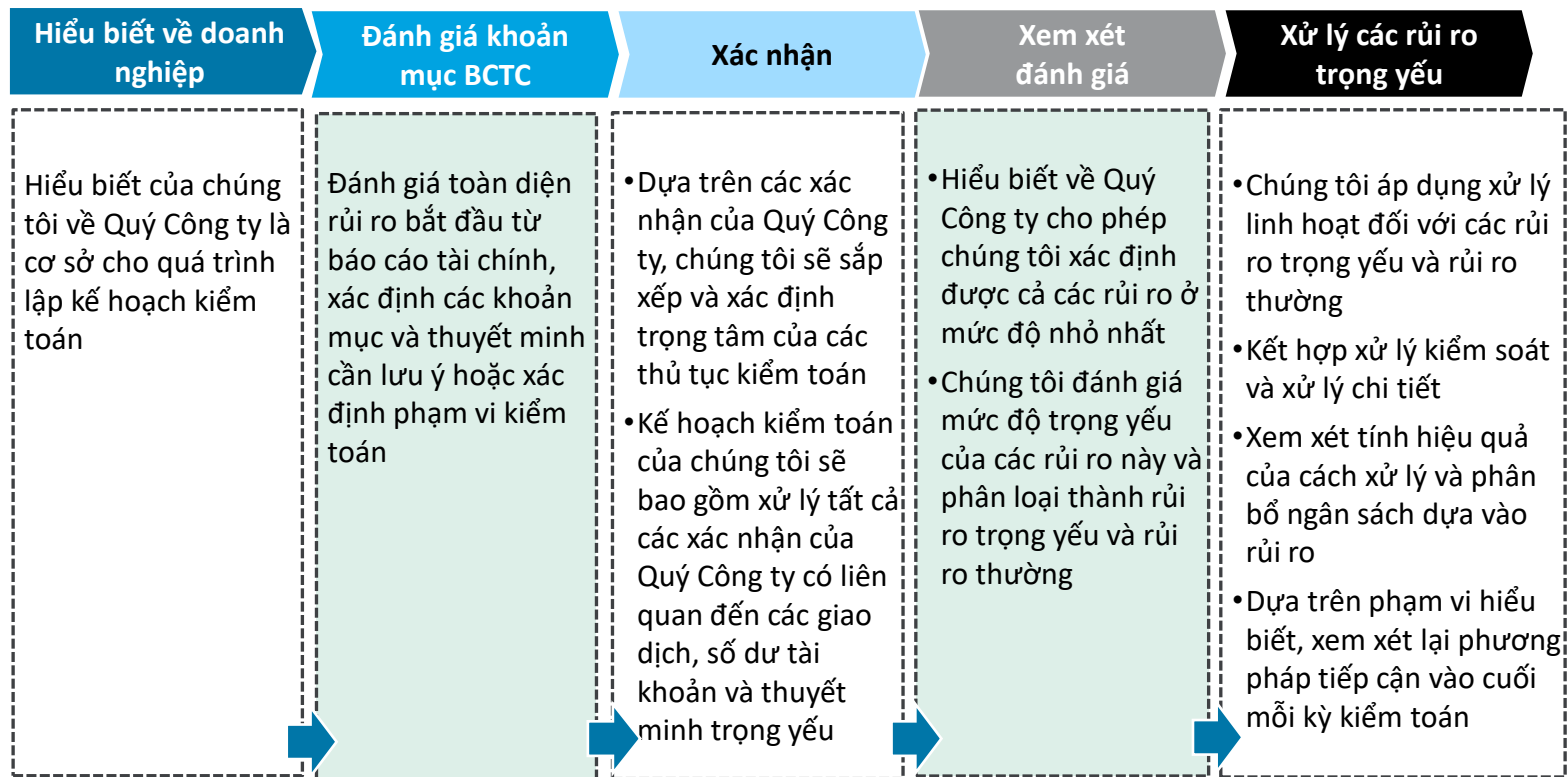 Hiểu biết về doanh
nghiệp
Đánh giá khoản
mục BCTC
Xác nhận
Xem xét
đánh giá
Xử lý các rủi ro
trọng yếu
Hiểu biết của chúng
tôi về Quý Công ty là
cơ sở cho quá trình
lập kế hoạch kiểm
toán
Đánh giá toàn diện
rủi ro bắt đầu từ
báo cáo tài chính,
xác định các khoản
mục và thuyết minh
cần lưu ý hoặc xác
định phạm vi kiểm
toán
•Dựa trên các xác
nhận của Quý Công
ty, chúng tôi sẽ sắp
xếp và xác định
trọng tâm của các
thủ tục kiểm toán
•Kế hoạch kiểm toán
của chúng tôi sẽ
bao gồm xử lý tất cả
các xác nhận của
Quý Công ty có liên
quan đến các giao
dịch, số dư tài
khoản và thuyết
minh trọng yếu
•Hiểu biết về Quý
Công ty cho phép
chúng tôi xác định
được cả các rủi ro ở
mức độ nhỏ nhất
•Chúng tôi đánh giá
mức độ trọng yếu
của các rủi ro này và
phân loại thành rủi
ro trọng yếu và rủi
ro thường
•Chúng tôi áp dụng xử lý
linh hoạt đối với các rủi
ro trọng yếu và rủi ro
thường
•Kết hợp xử lý kiểm soát
và xử lý chi tiết
•Xem xét tính hiệu quả
của cách xử lý và phân
bổ ngân sách dựa vào
rủi ro
•Dựa trên phạm vi hiểu
biết, xem xét lại phương
pháp tiếp cận vào cuối
mỗi kỳ kiểm toán